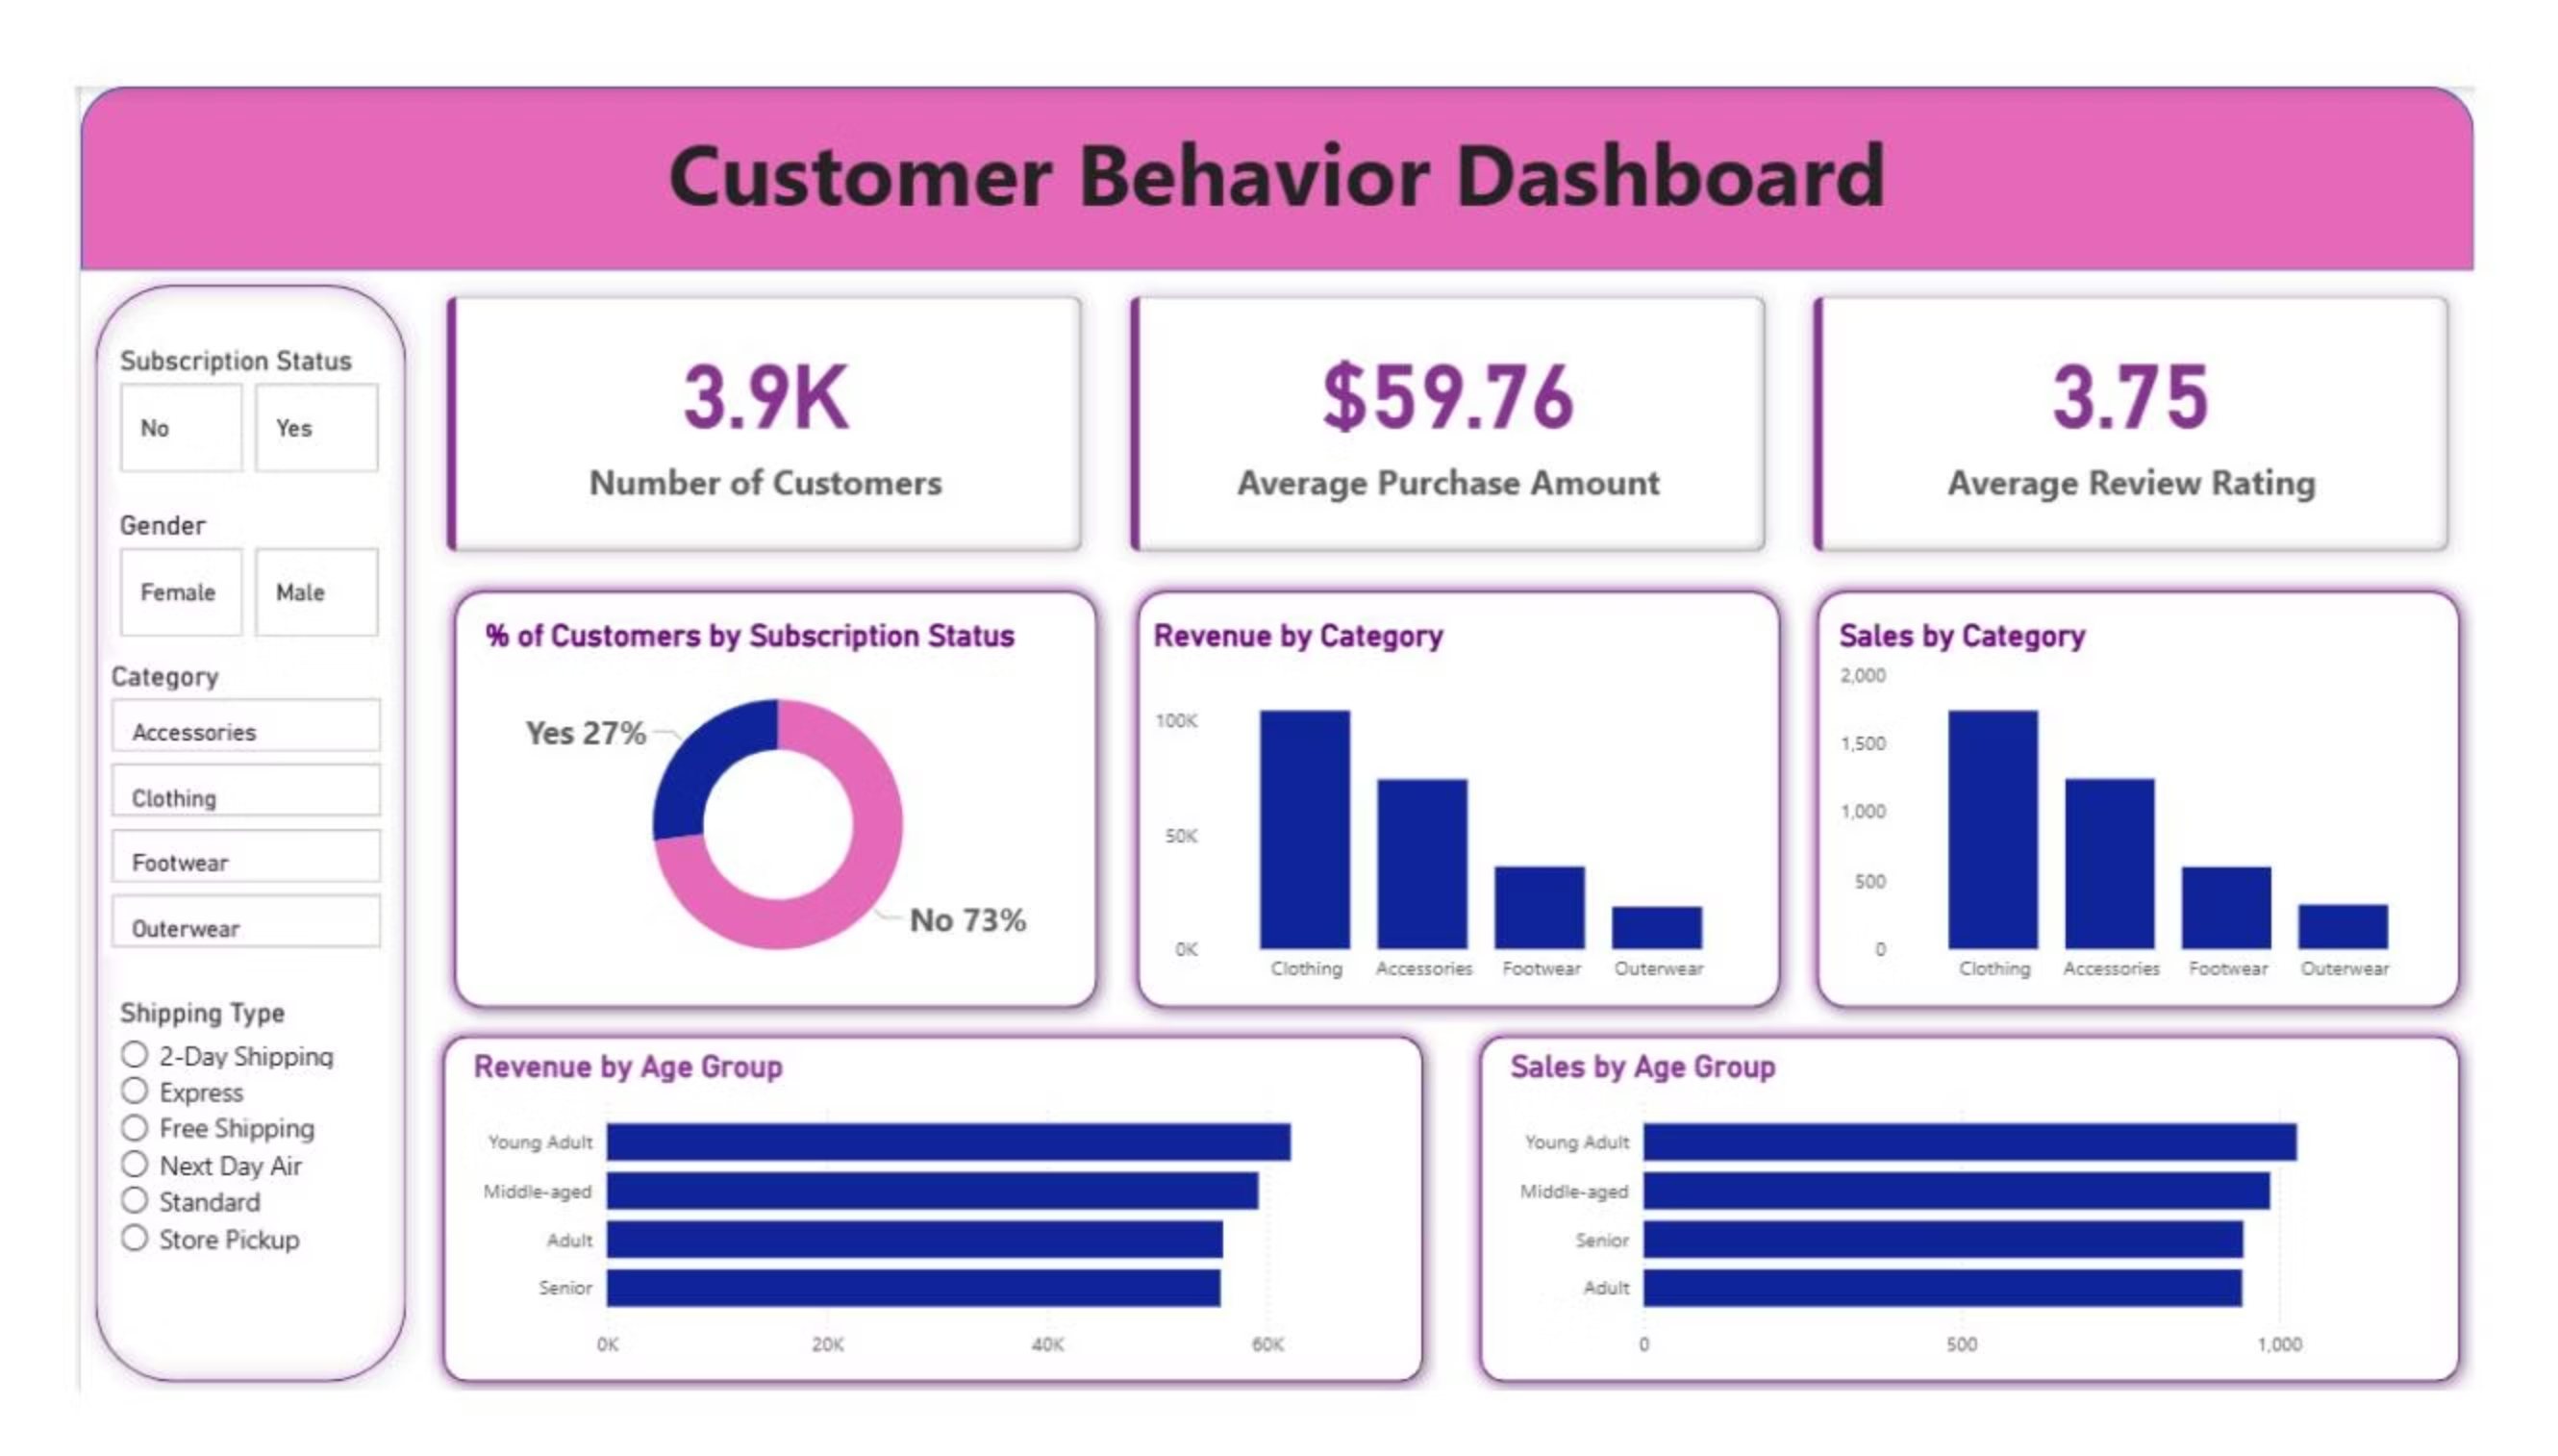 Customer Behavior Dashboard
Subscription Status
No
Yes
Gender
Female
Male
Category
Accessories
Clothing
Footwear
Outerwear
Shipping Type
2-Day Shipping
Express
Free Shipping
Next Day Air
Standard
Store Pickup
3.9K
Number of Customers
$59.76
Average Purchase Amount
3.75
Average Review Rating
% of Customers by Subscription Status
Yes 27%
No 73%
Revenue by Category
100K
50K
0K
Clothing Accessories Footwear Outerwear
Sales by Category
2,000
1,500
1,000
500
0
Clothing Accessories Footwear Outerwear
Revenue by Age Group
Young Adult
Middle-aged
Adult
Senior
0K 20K 40K 60K
Sales by Age Group
Young Adult
Middle-aged
Senior
Adult
0 500 1,000